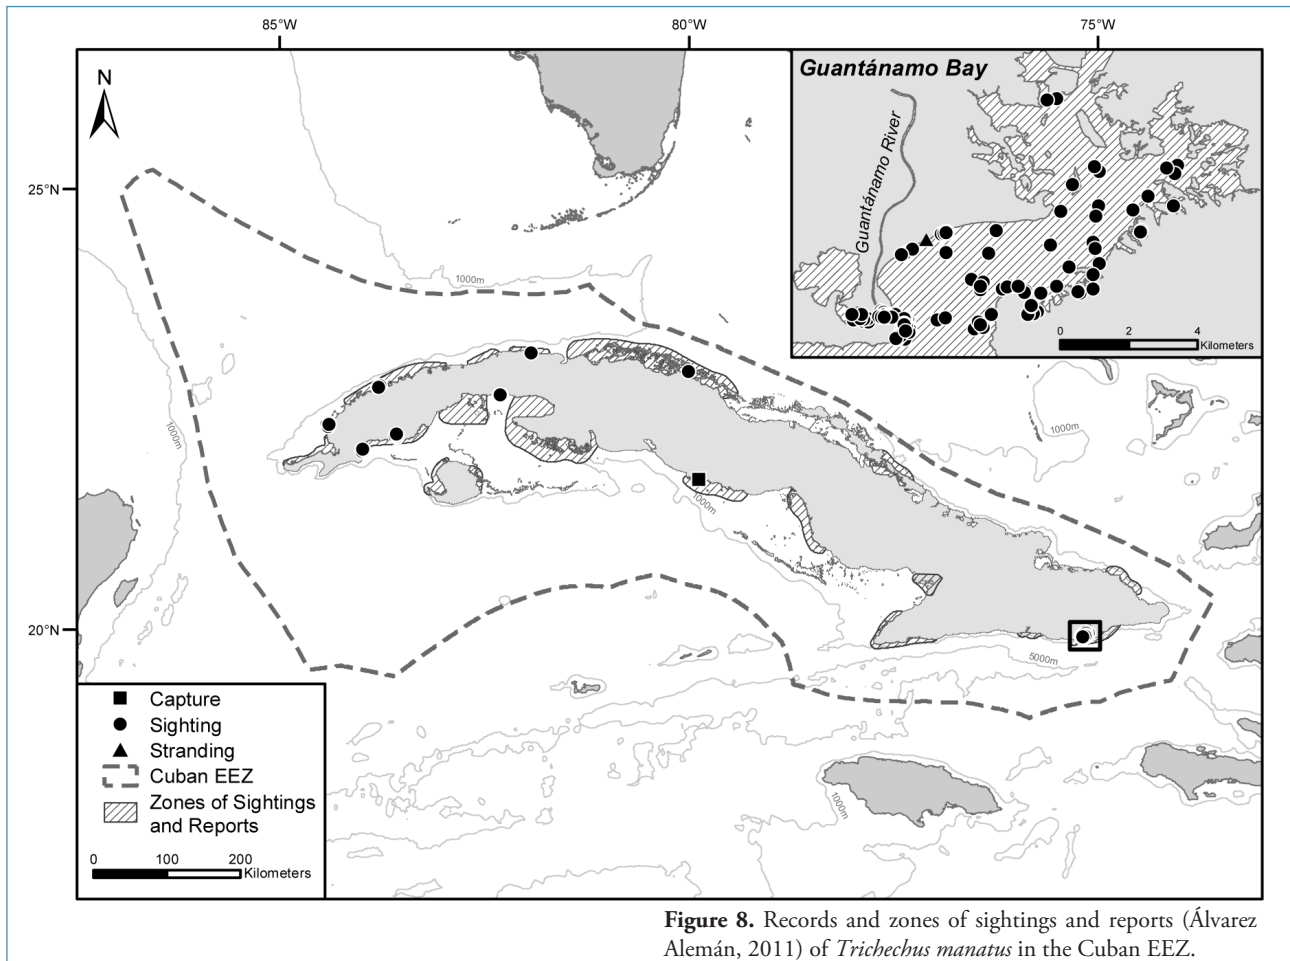 85°W
80°W
75°W
N
25°N
20°N
Guantánamo Bay
Guantánamo River
0 2 4
Kilometers
1000m
1000m
1000m
1000m
5000m
1000m
Capture
Sighting
Stranding
Cuban EEZ
Zones of Sightings
and Reports
0 100 200
Kilometers
Figure 8. Records and zones of sightings and reports (Álvarez
Alemán, 2011) of Trichechus manatus in the Cuban EEZ.